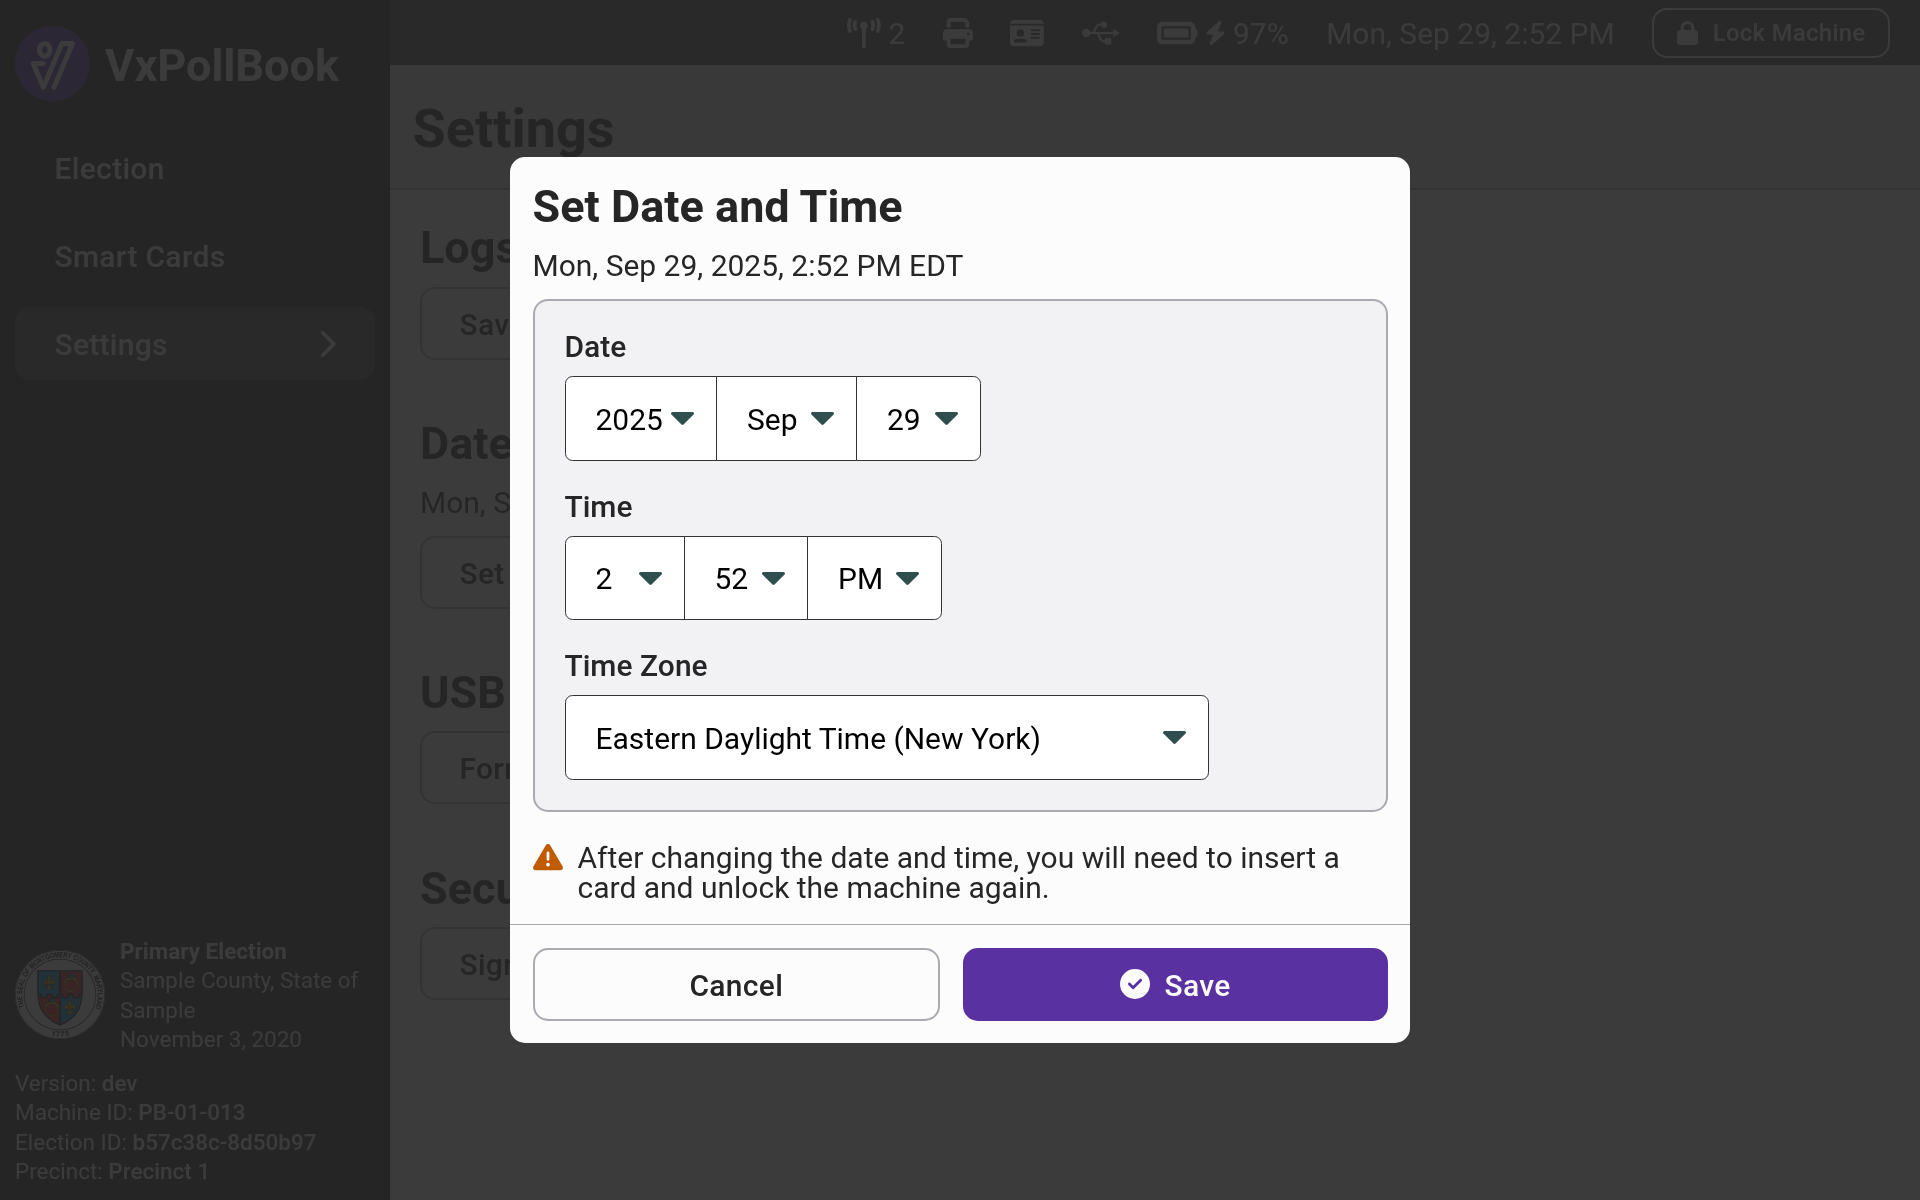 VxPollBook
2
97%
Mon, Sep 29, 2:52 PM
Lock Machine
Election
Smart Cards
Settings
Settings
Logs
Sav
Date
Mon, S
Set
USB
Forr
Secu
Sign
Set Date and Time
Mon, Sep 29, 2025, 2:52 PM EDT
Date
2025 Sep 29
Time
2 52 PM
Time Zone
Eastern Daylight Time (New York)
After changing the date and time, you will need to insert a
card and unlock the machine again.
Cancel
Save
Primary Election
Sample County, State of
Sample
November 3, 2020
Version: dev
Machine ID: PB-01-013
Election ID: b57c38c-8d50b97
Precinct: Precinct 1